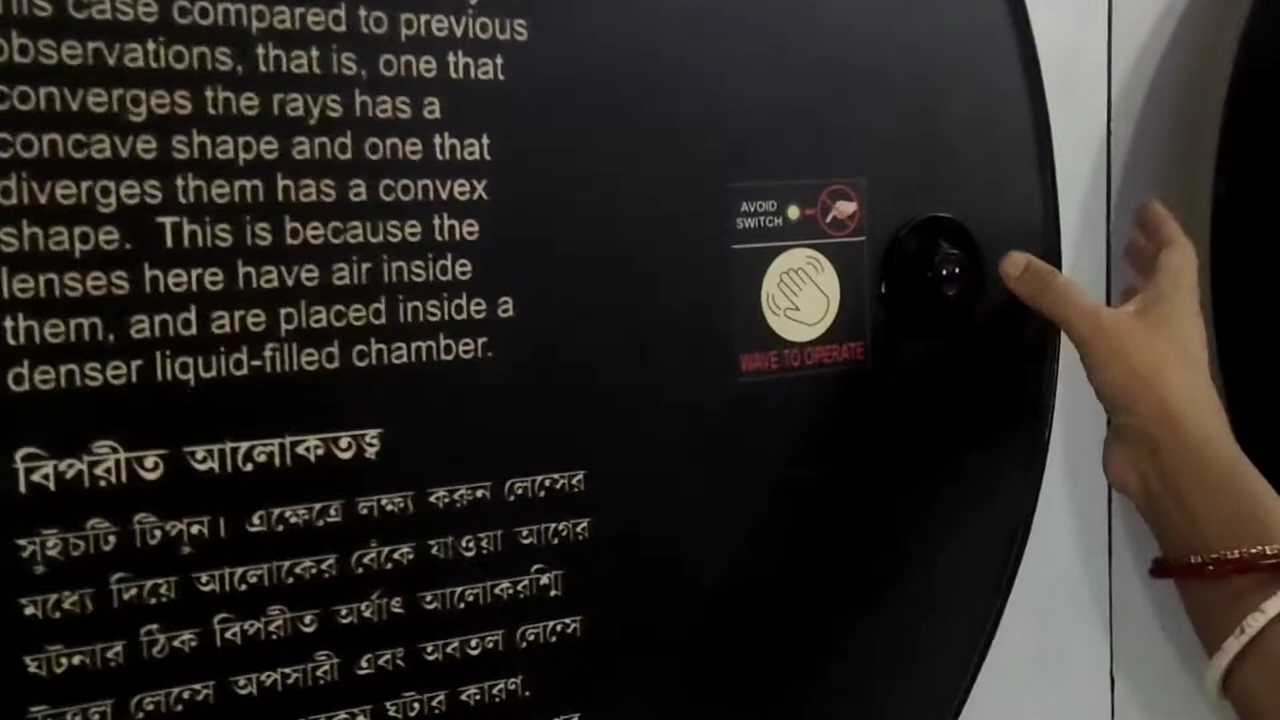 his case compared to previous
observations, that is, one that
converges the rays has a
concave shape and one that
diverges them has a convex
shape. This is because the
lenses here have air inside
them, and are placed inside a
denser liquid-filled chamber.
AVOID
SWITCH
WAVE TO OPERATE
বিপরীত আলোকতত্ত্ব
সুইচটি টিপুন। এক্ষেত্রে লক্ষ্য করুন লেন্সের
মধ্যে দিয়ে আলোকের বেঁকে যাওয়া আগের
ঘটনার ঠিক বিপরীত অর্থাৎ আলোকরশ্মি
উত্তল লেন্সে অপসারী এবং অবতল লেন্সে
ঘটার কারণ.